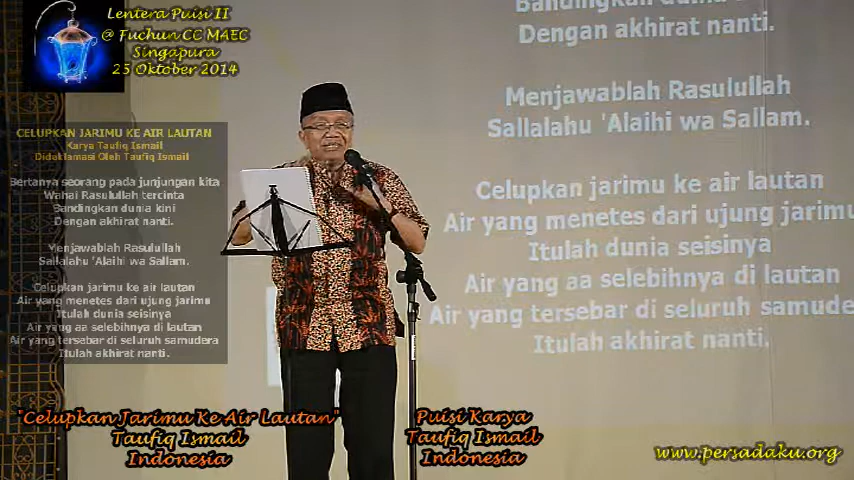 Lentera Puisi II
@ Fuchun CC MAEC
Singapura
25 Oktober 2014
CELUPKAN JARIMU KE AIR LAUTAN
Karya Taufiq Ismail
Dideklamasi Oleh Taufiq Ismail
Bertanya seorang pada junjungan kita
Wahai Rasulullah tercinta
Bandingkan dunia kini
Dengan akhirat nanti.
Menjawablah Rasulullah
Sallalahu 'Alaihi wa Sallam.
Celupkan jarimu ke air lautan
Air yang menetes dari ujung jarimu
Itulah dunia seisinya
Air yang aa selebihnya di lautan
Air yang tersebar di seluruh samudera
Itulah akhirat nanti.
Bandingkan
Dengan akhirat nanti.
Menjawablah Rasulullah
Sallalahu 'Alaihi wa Sallam.
Celupkan jarimu ke air lautan
Air yang menetes dari ujung jarimu
Itulah dunia seisinya
Air yang aa selebihnya di lautan
Air yang tersebar di seluruh samudera
Itulah akhirat nanti.
"Celupkan Jarimu Ke Air Lautan"
Taufiq Ismail
Indonesia
Puisi Karya
Taufiq Ismail
Indonesia
www.persadaku.org